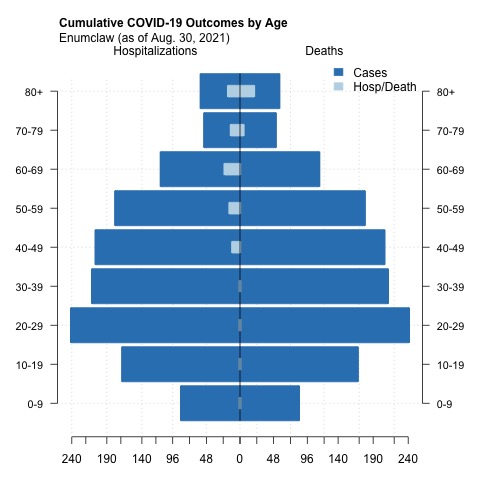 Cumulative COVID-19 Outcomes by Age
Enumclaw (as of Aug. 30, 2021)
Hospitalizations Deaths
Cases
Hosp/Death
80+ 80+
70-79 70-79
60-69 60-69
50-59 50-59
40-49 40-49
30-39 30-39
20-29 20-29
10-19 10-19
0-9 0-9
240 190 140 96 48 0 48 96 140 190 240